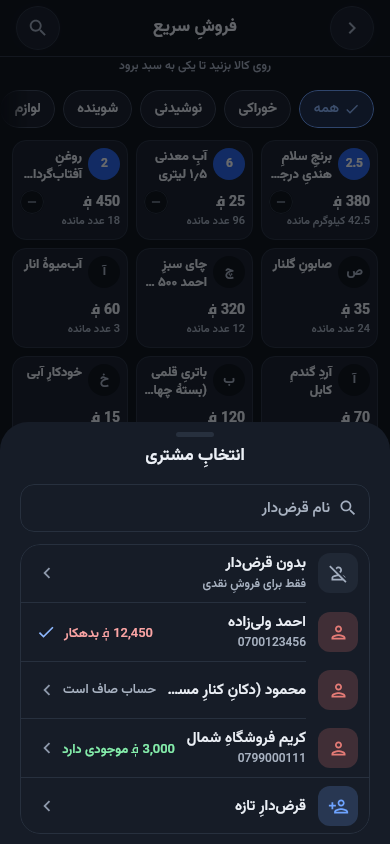 فروشِ سریع
روی کالا بزنید تا یکی به سبد برود
همه
خوراکی
نوشیدنی
شوینده
لوازم
2.5
برنجِ سلامِ
هندیِ درجـ…
380 ؋
42.5 کیلوگرم مانده
6
آبِ معدنی
۱٫۵ لیتری
25 ؋
96 عدد مانده
2
روغنِ
آفتاب‌گردا…
450 ؋
18 عدد مانده
ص
صابونِ گلنار
35 ؋
24 عدد مانده
چ
چای سبزِ
احمد ۵۰۰ …
320 ؋
12 عدد مانده
آ
آب‌میوهٔ انار
60 ؋
3 عدد مانده
آ
آردِ گندمِ
کابل
70 ؋
ب
باتریِ قلمی
(بستهٔ چها…
120 ؋
خ
خودکارِ آبی
15 ؋
انتخابِ مشتری
نام قرض‌دار
بدون قرض‌دار
فقط برای فروشِ نقدی
احمد ولی‌زاده
0700123456
12,450 ؋ بدهکار
محمود (دکانِ کنارِ مسـ…
حساب صاف است
کریم فروشگاهِ شمال
0799000111
3,000 ؋ موجودی دارد
قرض‌دارِ تازه